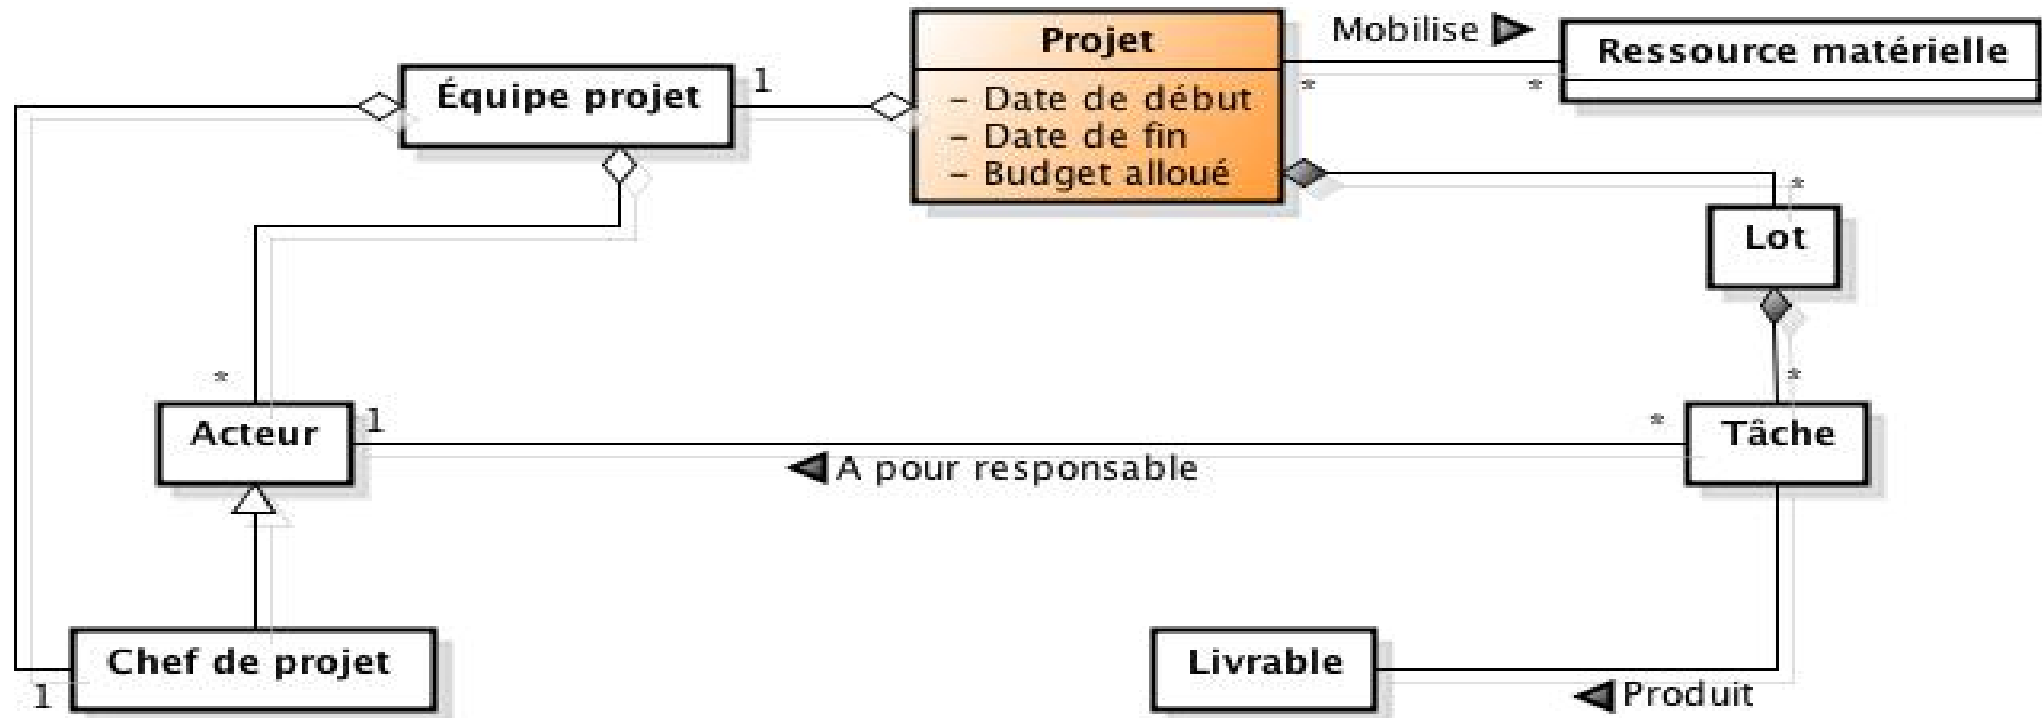 Projet
– Date de début
– Date de fin
– Budget alloué
Mobilise
*
*
Ressource matérielle
Équipe projet
1
*
Lot
*
*
Acteur
1
*
Tâche
A pour responsable
Chef de projet
1
Livrable
Produit